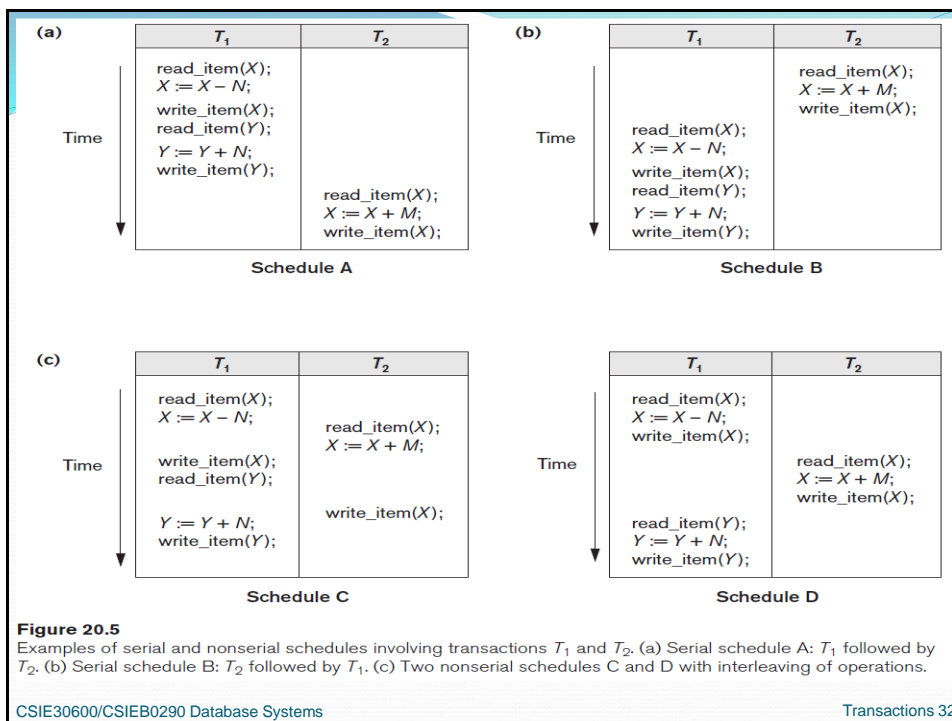 (a)
T₁ T₂
read_item(X);
X := X – N;
write_item(X);
read_item(Y);
Time
Y := Y + N;
write_item(Y);
read_item(X);
X := X + M;
write_item(X);
Schedule A
(b)
T₁ T₂
read_item(X);
X := X + M;
write_item(X);
Time
read_item(X);
X := X – N;
write_item(X);
read_item(Y);
Y := Y + N;
write_item(Y);
Schedule B
(c)
T₁ T₂
read_item(X);
X := X – N;
read_item(X);
X := X + M;
Time
write_item(X);
read_item(Y);
write_item(X);
Y := Y + N;
write_item(Y);
Schedule C
T₁ T₂
read_item(X);
X := X – N;
write_item(X);
Time
read_item(X);
X := X + M;
write_item(X);
read_item(Y);
Y := Y + N;
write_item(Y);
Schedule D
Figure 20.5
Examples of serial and nonserial schedules involving transactions T₁ and T₂. (a) Serial schedule A: T₁ followed by
T₂. (b) Serial schedule B: T₂ followed by T₁. (c) Two nonserial schedules C and D with interleaving of operations.
CSIE30600/CSIEB0290 Database Systems
Transactions 32